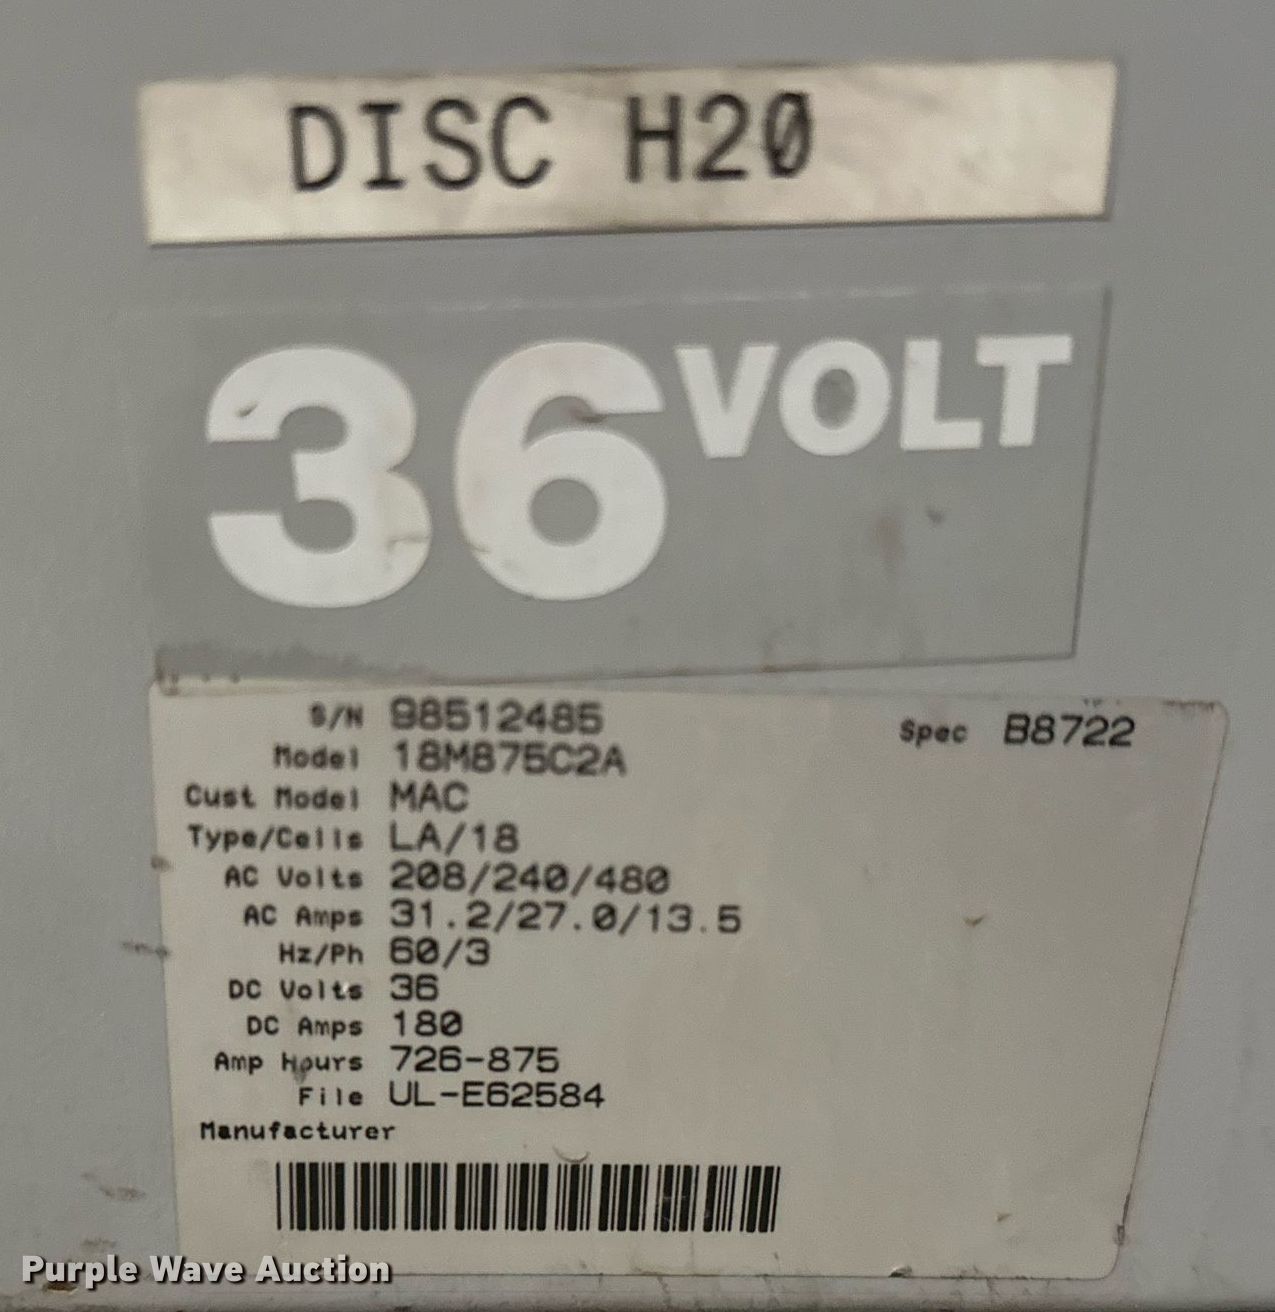 DISC H20
36 VOLT
S/N 98512485 Spec B8722
Model 18M875C2A
Cust Model MAC
Type/Cells LA/18
AC Volts 208/240/480
AC Amps 31.2/27.0/13.5
Hz/Ph 60/3
DC Volts 36
DC Amps 180
Amp Hours 726-875
File UL-E62584
Manufacturer
Purple Wave Auction